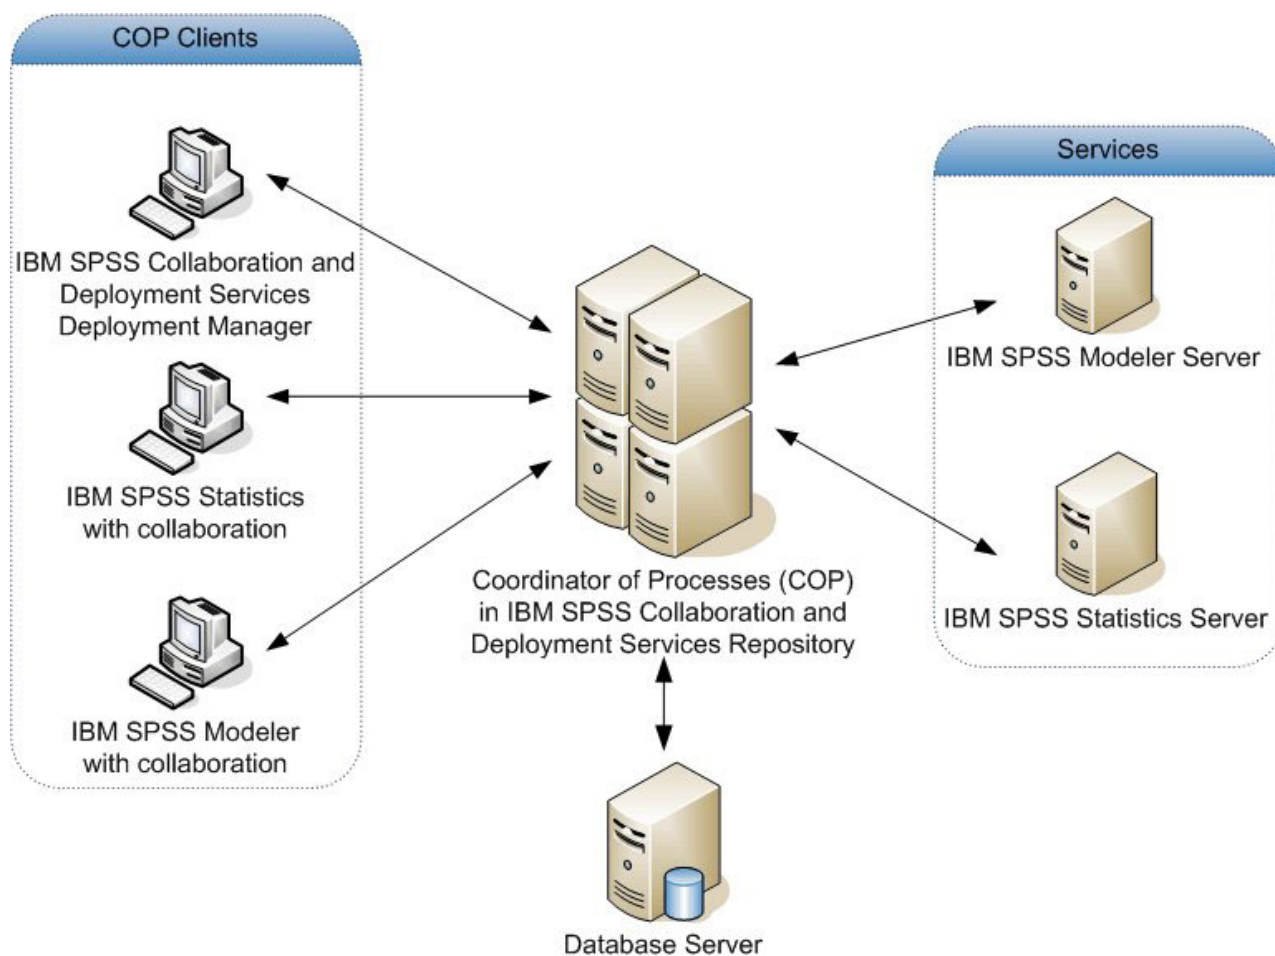 COP Clients
IBM SPSS Collaboration and
Deployment Services
Deployment Manager
IBM SPSS Statistics
with collaboration
IBM SPSS Modeler
with collaboration
Coordinator of Processes (COP)
in IBM SPSS Collaboration and
Deployment Services Repository
Database Server
Services
IBM SPSS Modeler Server
IBM SPSS Statistics Server